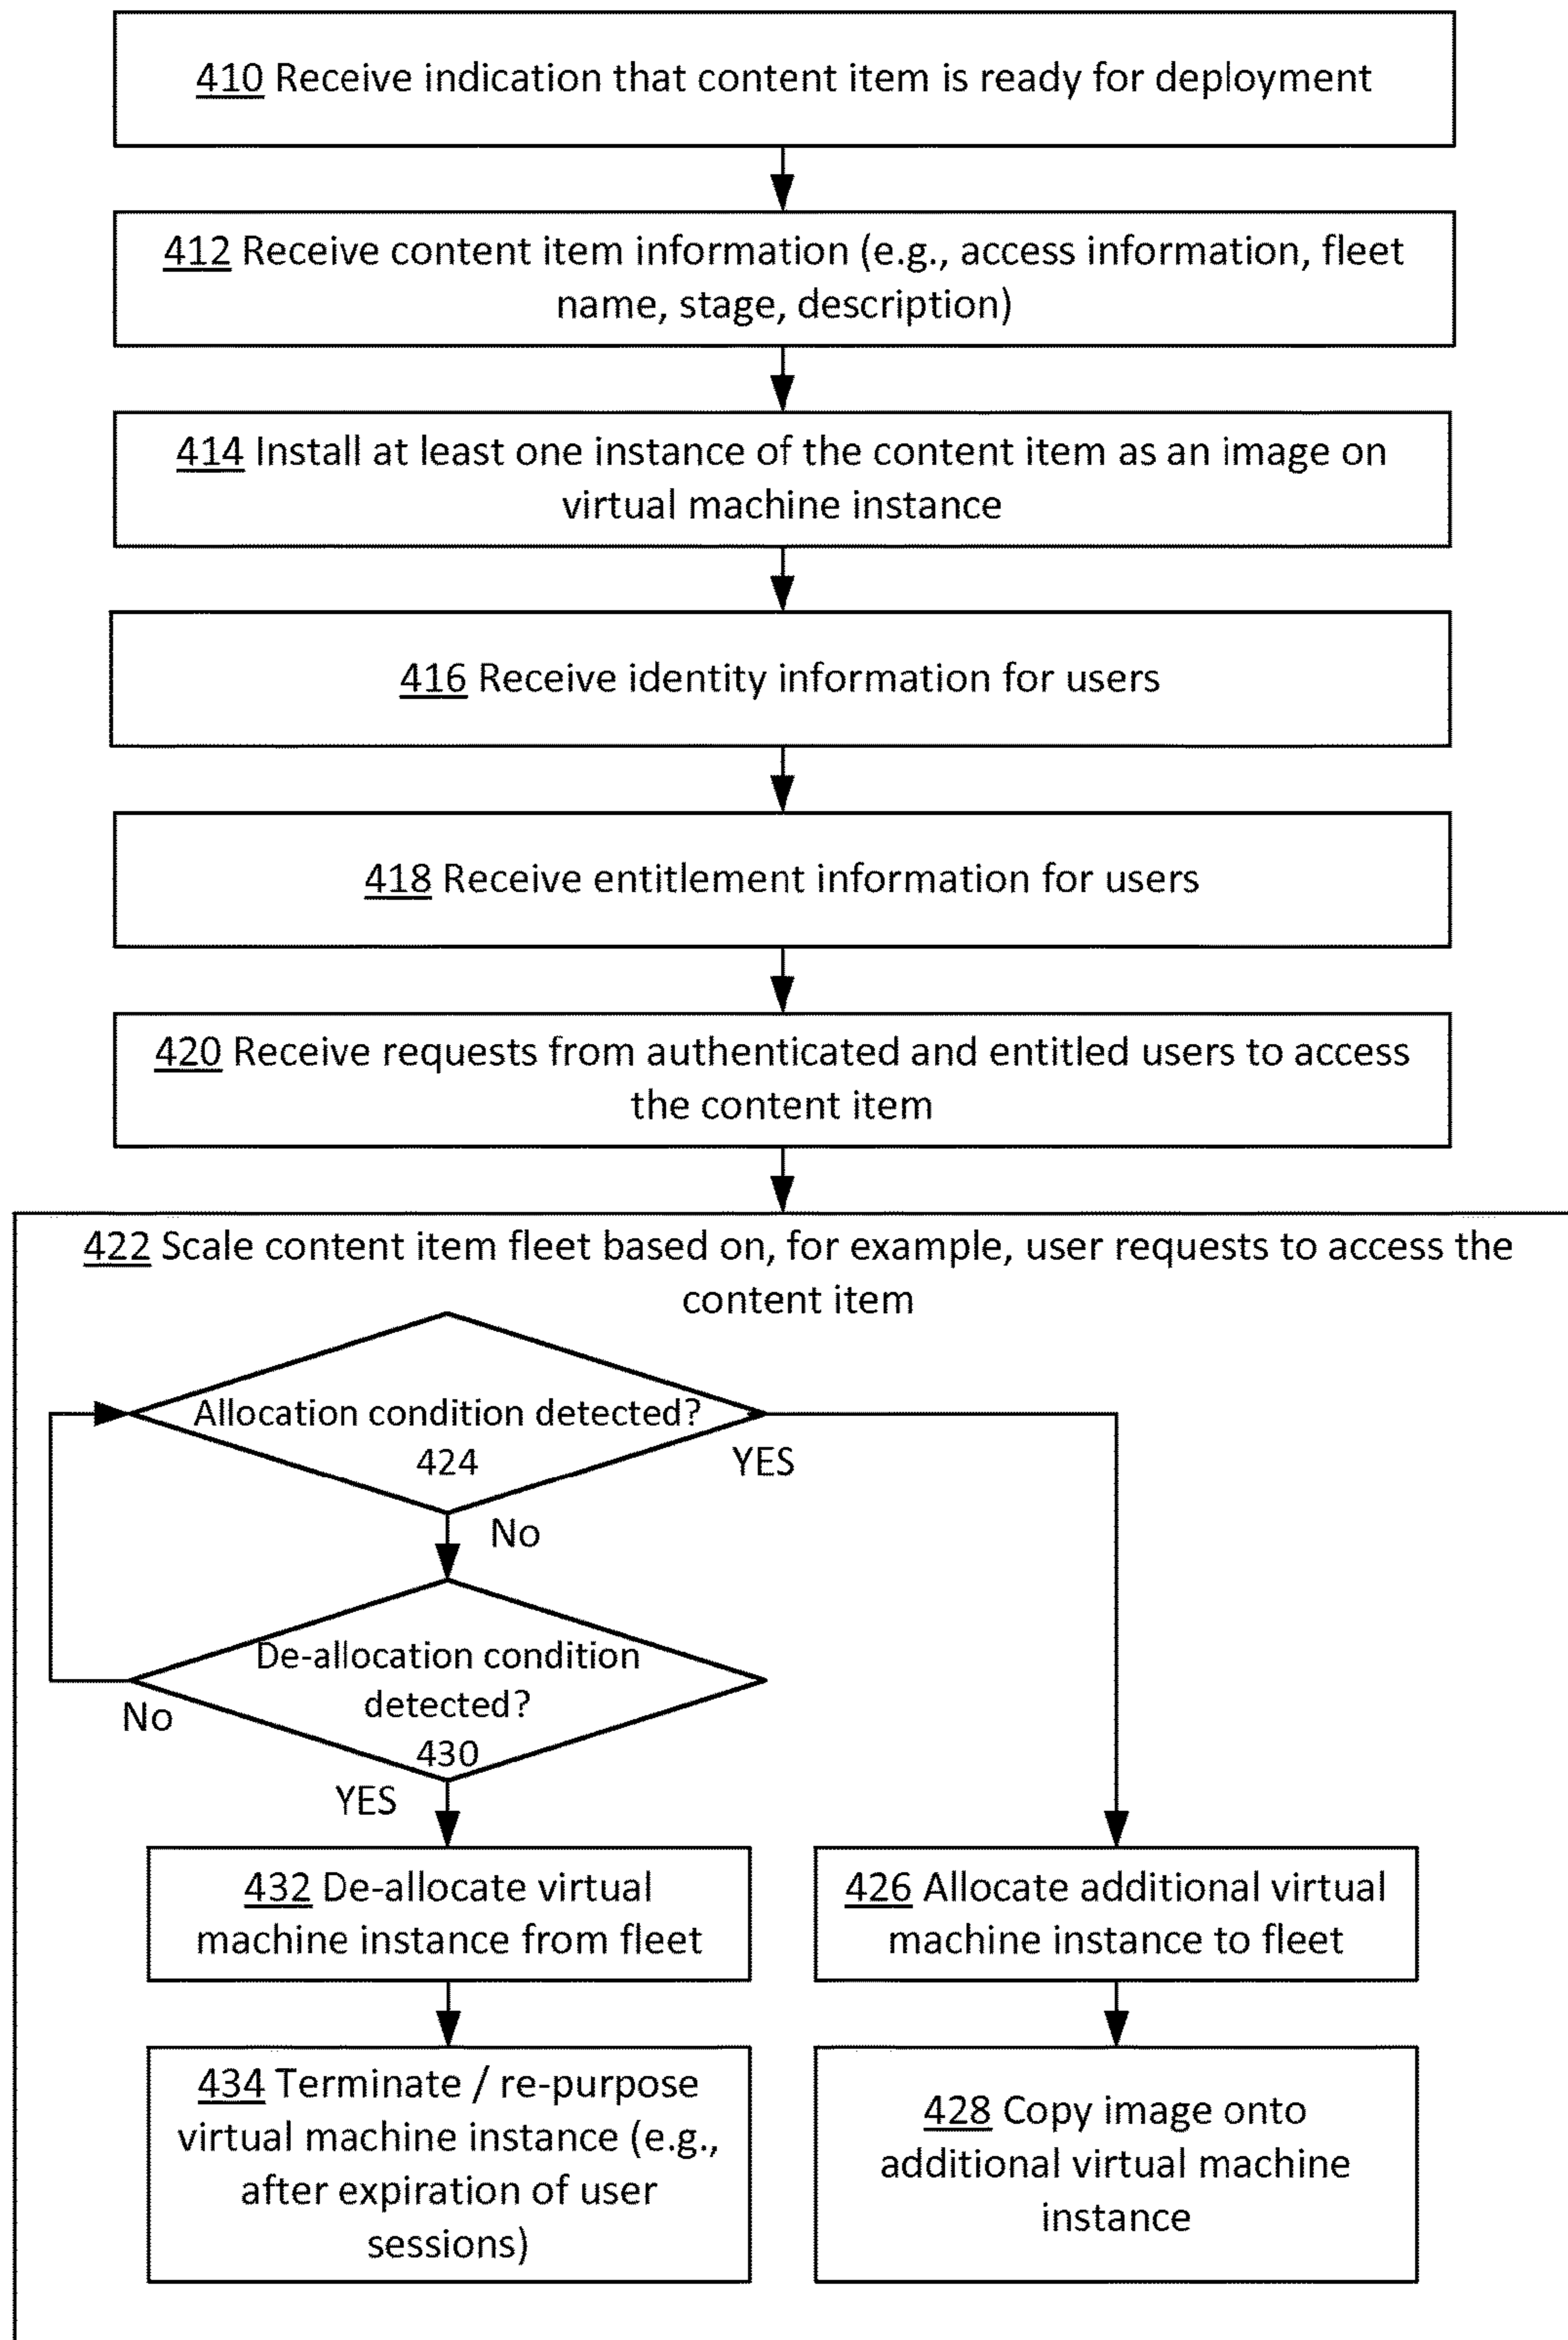 410 Receive indication that content item is ready for deployment
412 Receive content item information (e.g., access information, fleet
name, stage, description)
414 Install at least one instance of the content item as an image on
virtual machine instance
416 Receive identity information for users
418 Receive entitlement information for users
420 Receive requests from authenticated and entitled users to access
the content item
422 Scale content item fleet based on, for example, user requests to access the
content item
Allocation condition detected?
424
YES
No
De-allocation condition
detected?
430
No
YES
432 De-allocate virtual
machine instance from fleet
426 Allocate additional virtual
machine instance to fleet
434 Terminate / re-purpose
virtual machine instance (e.g.,
after expiration of user
sessions)
428 Copy image onto
additional virtual machine
instance